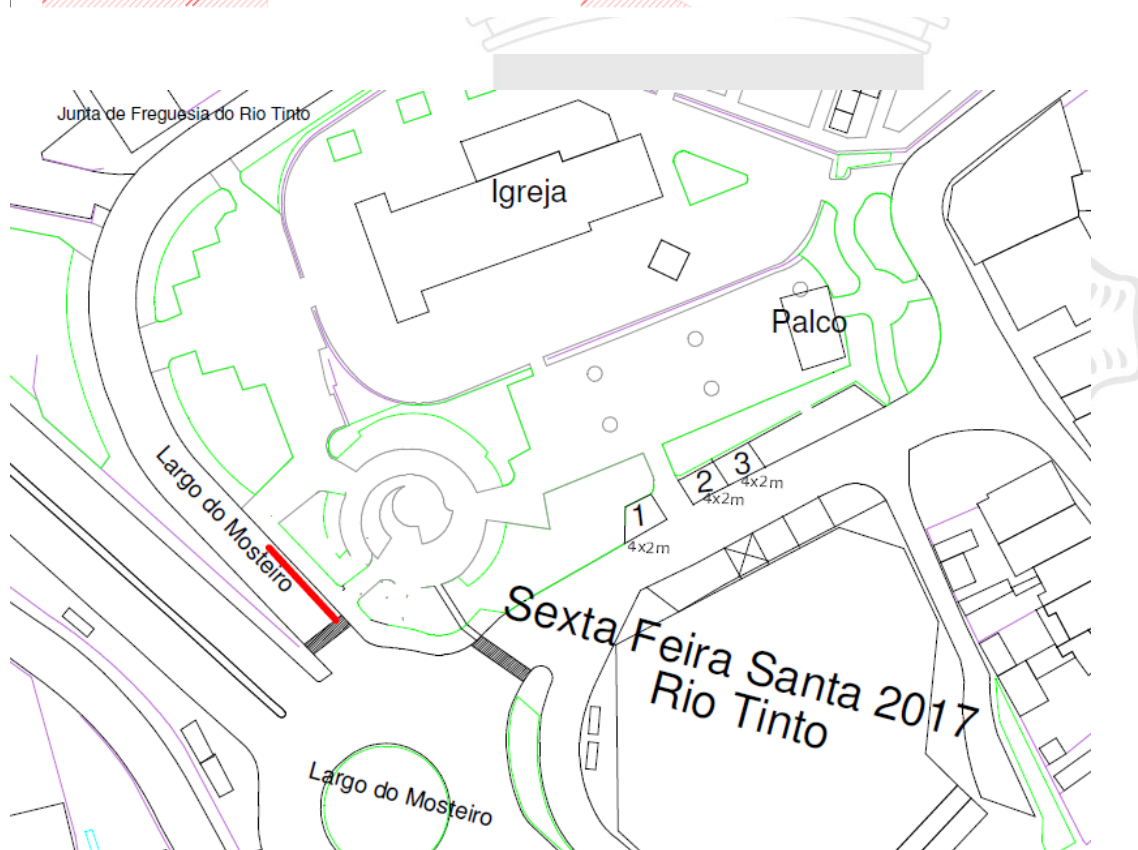 Junta de Freguesia do Rio Tinto
Igreja
Palco
Largo do Mosteiro
3
4x2m
2
4x2m
1
4x2m
Sexta Feira Santa 2017
Rio Tinto
Largo do Mosteiro